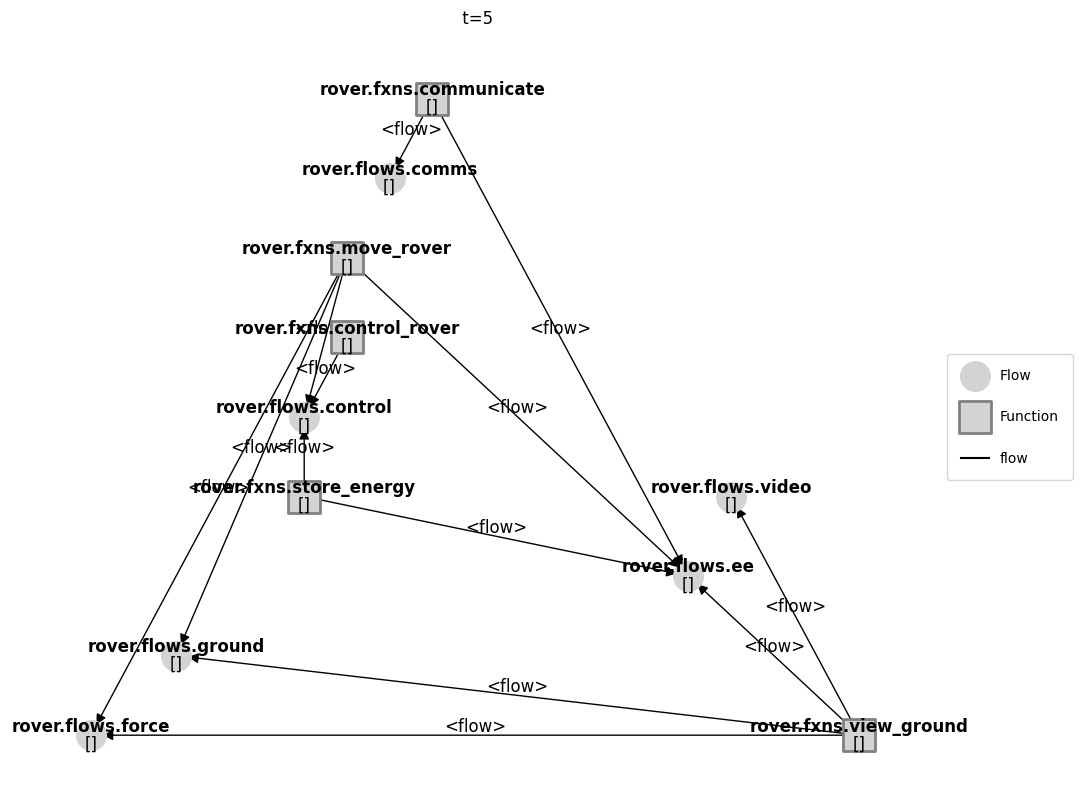 t=5
rover.fxns.communicate
[]
<flow>
rover.flows.comms
[]
rover.fxns.move_rover
[]
rover.fxns.control_rover
<flow>
[]
<flow>
<flow>
rover.flows.control
<flow>
[]
<flow>
<flow>
rover.fxns.store_energy
<flow>
[]
rover.flows.video
[]
<flow>
rover.flows.ee
[]
<flow>
<flow>
rover.flows.ground
[]
<flow>
rover.flows.force
[]
<flow>
rover.fxns.view_ground
[]
Flow
Function
flow